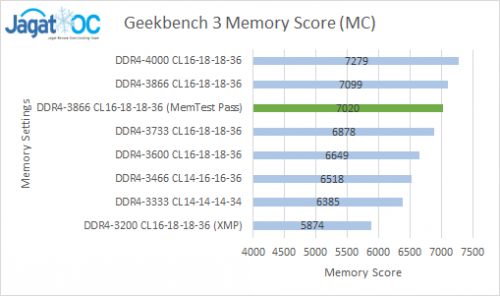 JagatOC
Legal Blonde Overclocking Team
Geekbench 3 Memory Score (MC)
Memory Settings
DDR4-4000 CL16-18-18-36 7279
DDR4-3866 CL16-18-18-36 7099
DDR4-3866 CL16-18-18-36 (MemTest Pass) 7020
DDR4-3733 CL16-18-18-36 6878
DDR4-3600 CL16-18-18-36 6649
DDR4-3466 CL14-16-16-36 6518
DDR4-3333 CL14-14-14-34 6385
DDR4-3200 CL16-18-18-36 (XMP) 5874
4000 4500 5000 5500 6000 6500 7000 7500
Memory Score